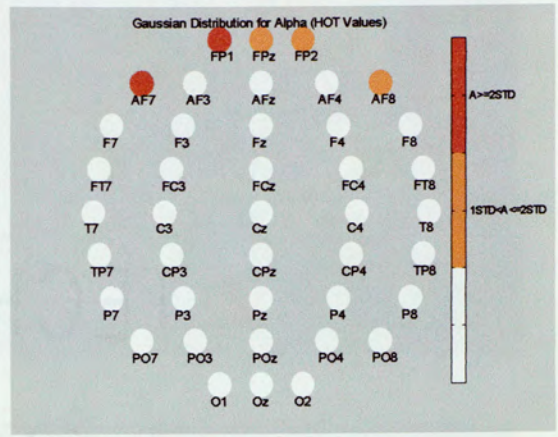 Gaussian Distribution for Alpha (HOT Values)
FP1 FPz FP2
AF7 AF3 AFz AF4 AF8
A>=2STD
F7 F3 Fz F4 F8
FT7 FC3 FCz FC4 FT8
T7 C3 Cz C4 T8
1STD<A<=2STD
TP7 CP3 CPz CP4 TP8
P7 P3 Pz P4 P8
PO7 PO3 POz PO4 PO8
O1 Oz O2